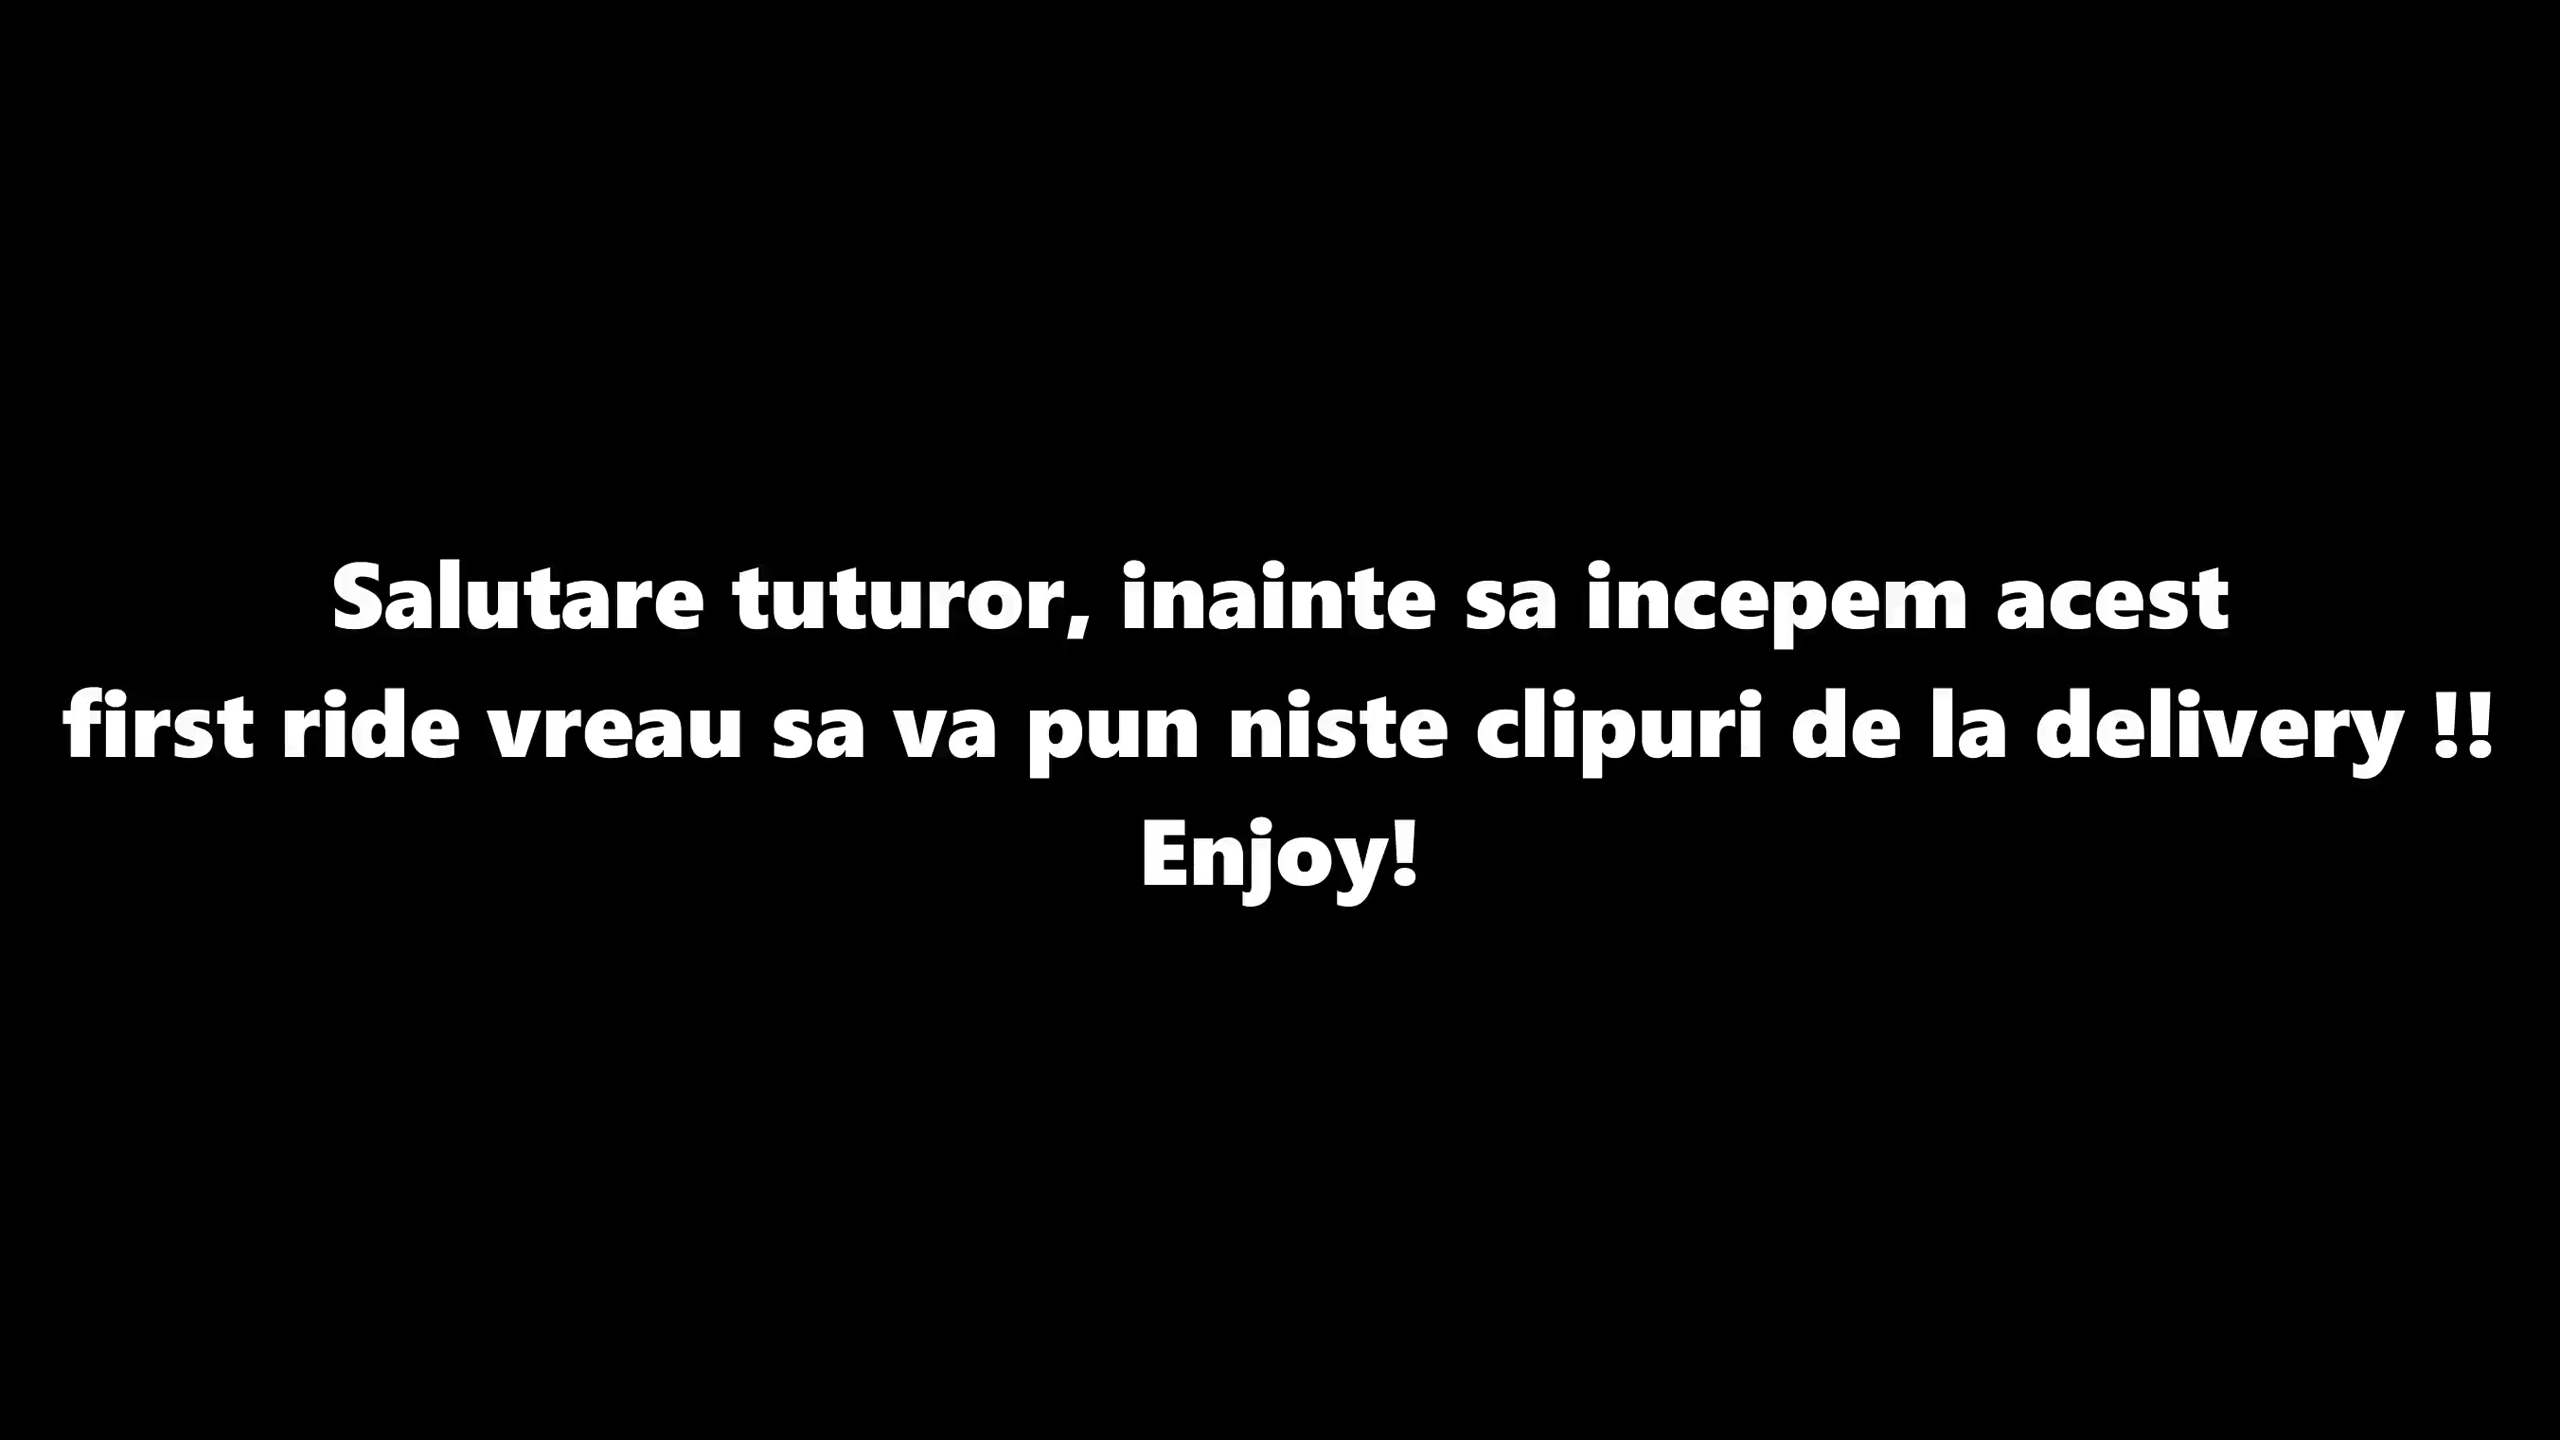 Salutare tuturor, inainte sa incepem acest
first ride vreau sa va pun niste clipuri de la delivery !!
Enjoy!